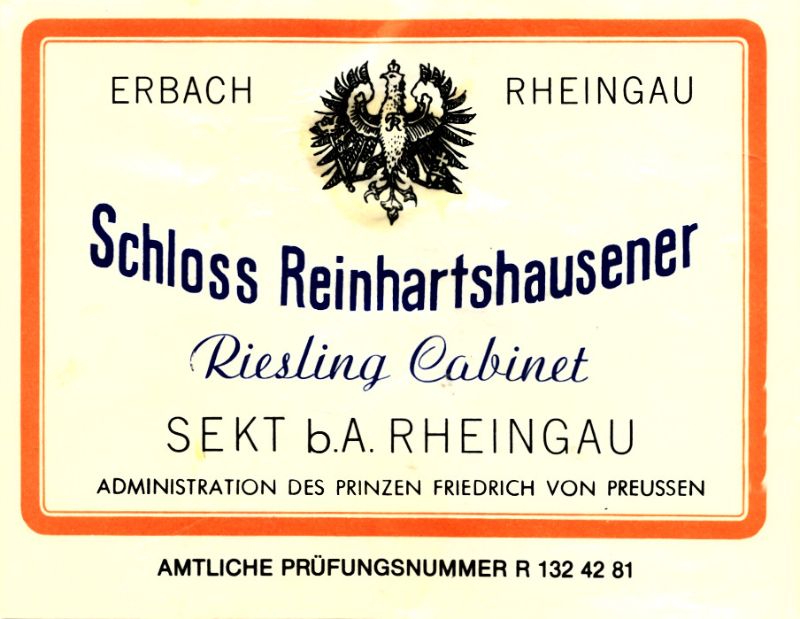 ERBACH RHEINGAU
R
Schloss Reinhartshausener
Riesling Cabinet
SEKT b.A. RHEINGAU
ADMINISTRATION DES PRINZEN FRIEDRICH VON PREUSSEN
AMTLICHE PRÜFUNGSNUMMER R 132 42 81